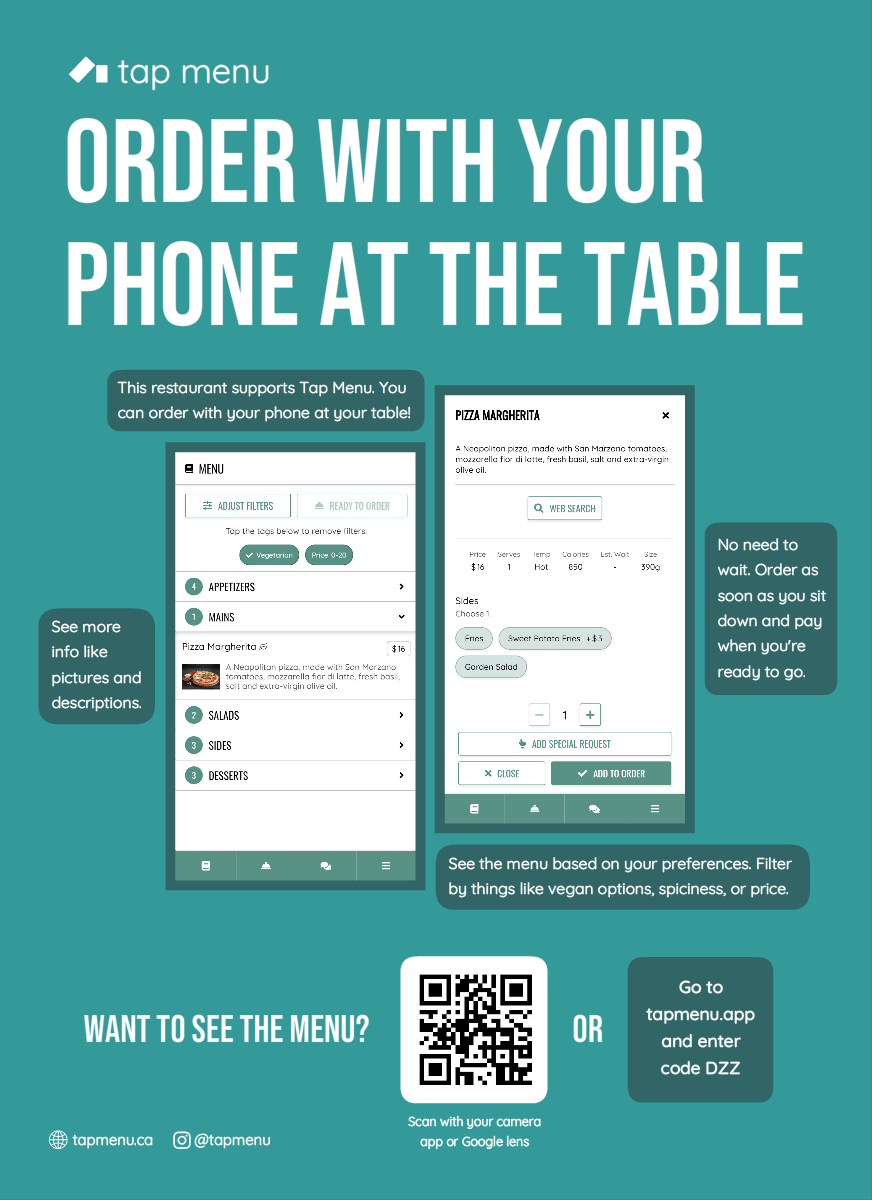 tap menu
ORDER WITH YOUR
PHONE AT THE TABLE
This restaurant supports Tap Menu. You
can order with your phone at your table!
MENU
ADJUST FILTERS
READY TO ORDER
Tap the tags below to remove filters.
Vegetarian
Price 0-20
4 APPETIZERS
1 MAINS
Pizza Margherita
$16
A Neapolitan pizza, made with San Marzano
tomatoes, mozzarella fior di latte, fresh basil,
salt and extra-virgin olive oil.
2 SALADS
3 SIDES
3 DESSERTS
See more
info like
pictures and
descriptions.
PIZZA MARGHERITA
A Neapolitan pizza, made with San Marzano tomatoes,
mozzarella fior di latte, fresh basil, salt and extra-virgin
olive oil.
WEB SEARCH
Price Serves Temp Calories Est. Wait Size
$16 1 Hot 850 - 390g
Sides
Choose 1.
Fries
Sweet Potato Fries +$3
Garden Salad
1
ADD SPECIAL REQUEST
CLOSE
ADD TO ORDER
No need to
wait. Order as
soon as you sit
down and pay
when you're
ready to go.
See the menu based on your preferences. Filter
by things like vegan options, spiciness, or price.
WANT TO SEE THE MENU?
OR
Go to
tapmenu.app
and enter
code DZZ
Scan with your camera
app or Google lens
tapmenu.ca
@tapmenu